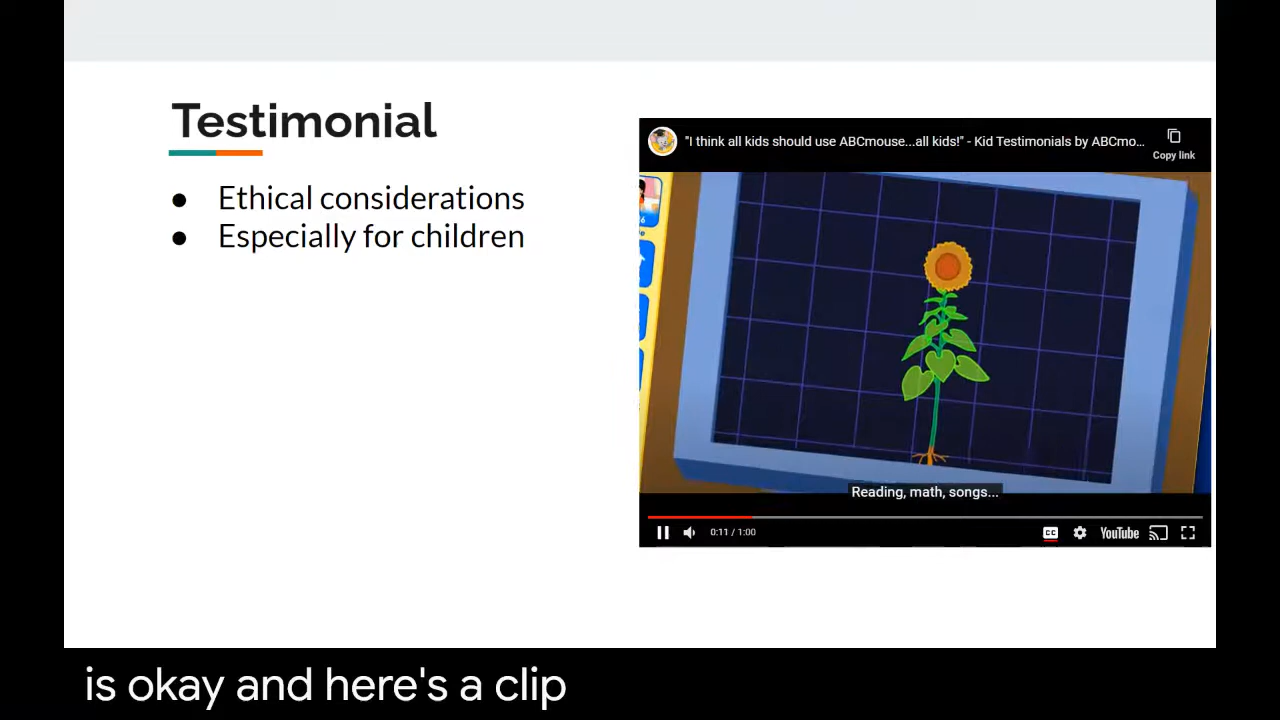 Testimonial
● Ethical considerations
● Especially for children
"I think all kids should use ABCmouse...all kids!" - Kid Testimonials by ABCmo...
Copy link
Reading, math, songs...
0:11 / 1:00
CC
YouTube
is okay and here's a clip